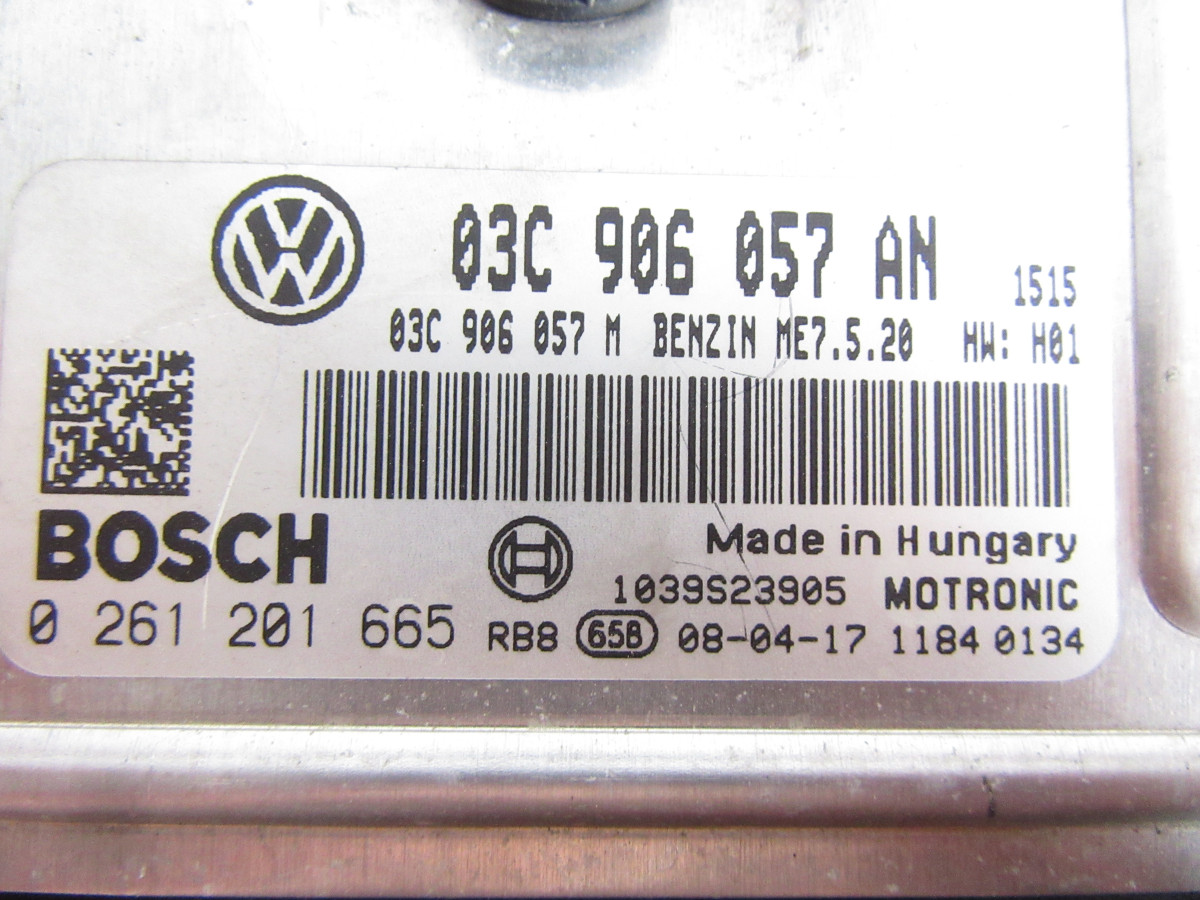 03C 906 057 AN 1515
03C 906 057 M BENZIN ME7.5.20 HW: H01
BOSCH
Made in Hungary
1039S23905 MOTRONIC
0 261 201 665 RB8 65B 08-04-17 1184 0134